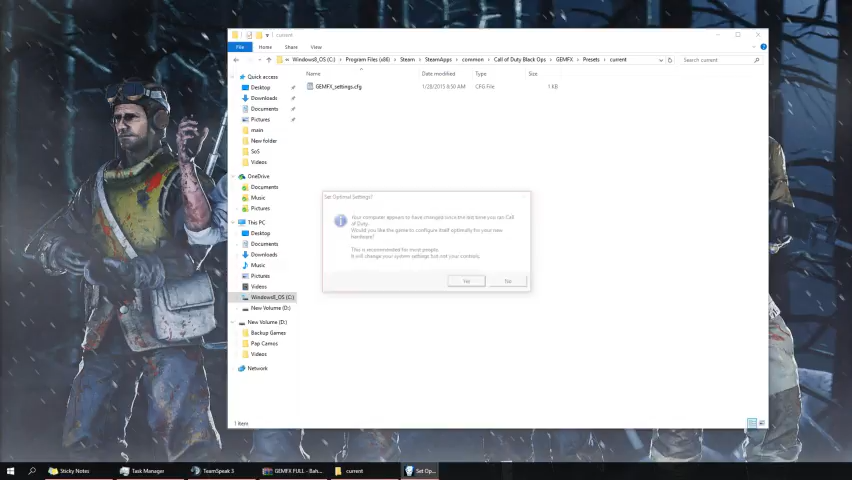 current
File Home Share View
« Windows8_OS (C:) › Program Files (x86) › Steam › SteamApps › common › Call of Duty Black Ops › GEMFX › Presets › current
Search current
Name Date modified Type Size
GEMFX_settings.cfg 1/28/2015 8:50 AM CFG File 1 KB
Quick access
Desktop
Downloads
Documents
Pictures
main
New folder
SoS
Videos
OneDrive
Documents
Music
Pictures
This PC
Desktop
Documents
Downloads
Music
Pictures
Videos
Windows8_OS (C:)
New Volume (D:)
New Volume (D:)
Backup Games
Pap Camos
Videos
Network
Set Optimal Settings?
Your computer appears to have changed since the last time you ran Call
of Duty.
Would you like the game to configure itself optimally for your new
hardware?
This is recommended for most people.
It will change your system settings but not your controls.
Yes No
1 item
Sticky Notes Task Manager TeamSpeak 3 GEMFX FULL - Bah... current Set Op...